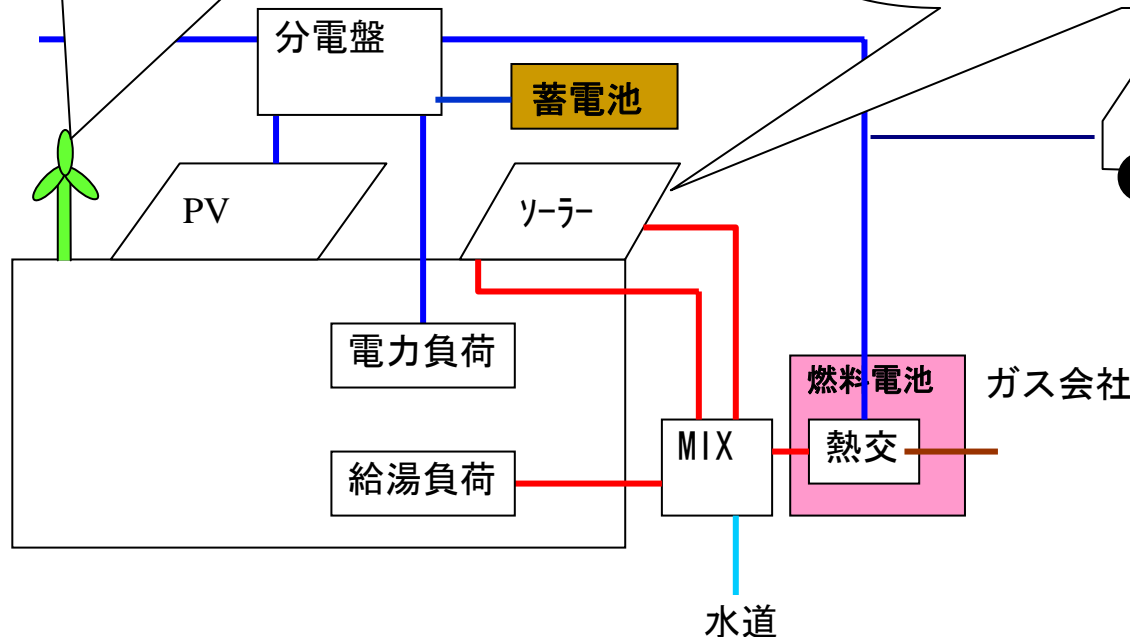 分電盤
蓄電池
PV
ｿｰﾗｰ
電力負荷
燃料電池
ガス会社
MIX
熱交
給湯負荷
水道